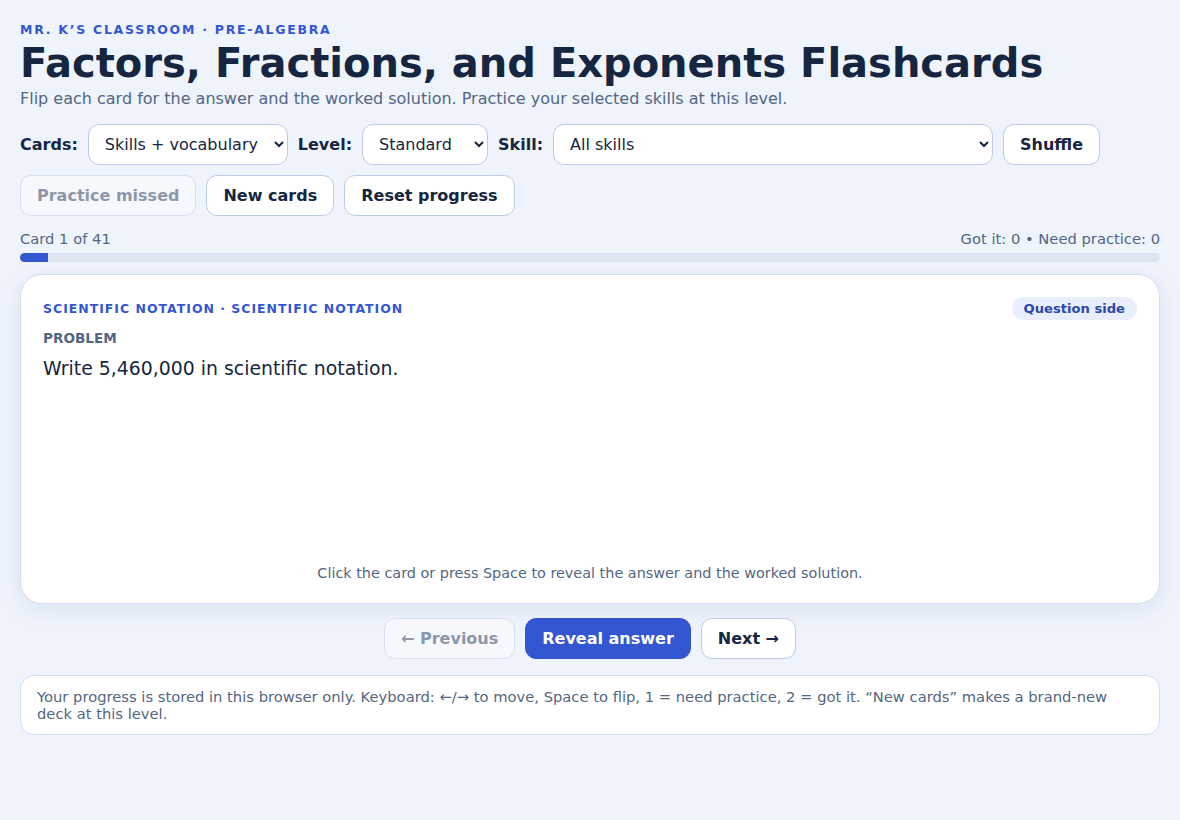 MR. K’S CLASSROOM · PRE-ALGEBRA
Factors, Fractions, and Exponents Flashcards
Flip each card for the answer and the worked solution. Practice your selected skills at this level.
Cards: Skills + vocabulary Level: Standard Skill: All skills Shuffle
Practice missed New cards Reset progress
Card 1 of 41 Got it: 0 • Need practice: 0
SCIENTIFIC NOTATION · SCIENTIFIC NOTATION Question side
PROBLEM
Write 5,460,000 in scientific notation.
Click the card or press Space to reveal the answer and the worked solution.
← Previous Reveal answer Next →
Your progress is stored in this browser only. Keyboard: ←/→ to move, Space to flip, 1 = need practice, 2 = got it. “New cards” makes a brand-new
deck at this level.